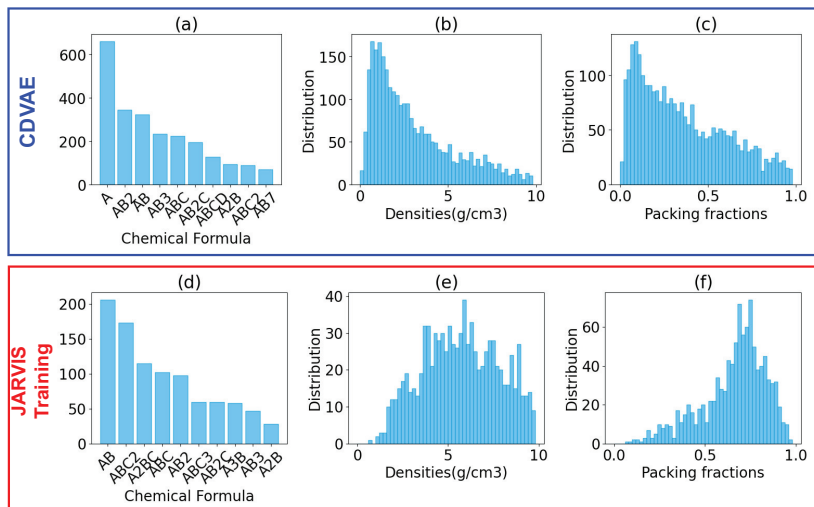 CDVAE
(a)
600
400
200
0
A
AB2
AB
AB3
ABC
AB2C
ABCD
A2B
ABC2
AB7
Chemical Formula
(b)
Distribution
150
100
50
0
0
5
10
Densities(g/cm3)
(c)
Distribution
100
50
0
0.0
0.5
1.0
Packing fractions
JARVIS
Training
(d)
200
150
100
50
0
AB
ABC2
A2BC
ABC
AB2
ABC3
AB2C
A3B
AB3
A2B
Chemical Formula
(e)
Distribution
40
30
20
10
0
0
5
10
Densities(g/cm3)
(f)
Distribution
60
40
20
0
0.0
0.5
1.0
Packing fractions